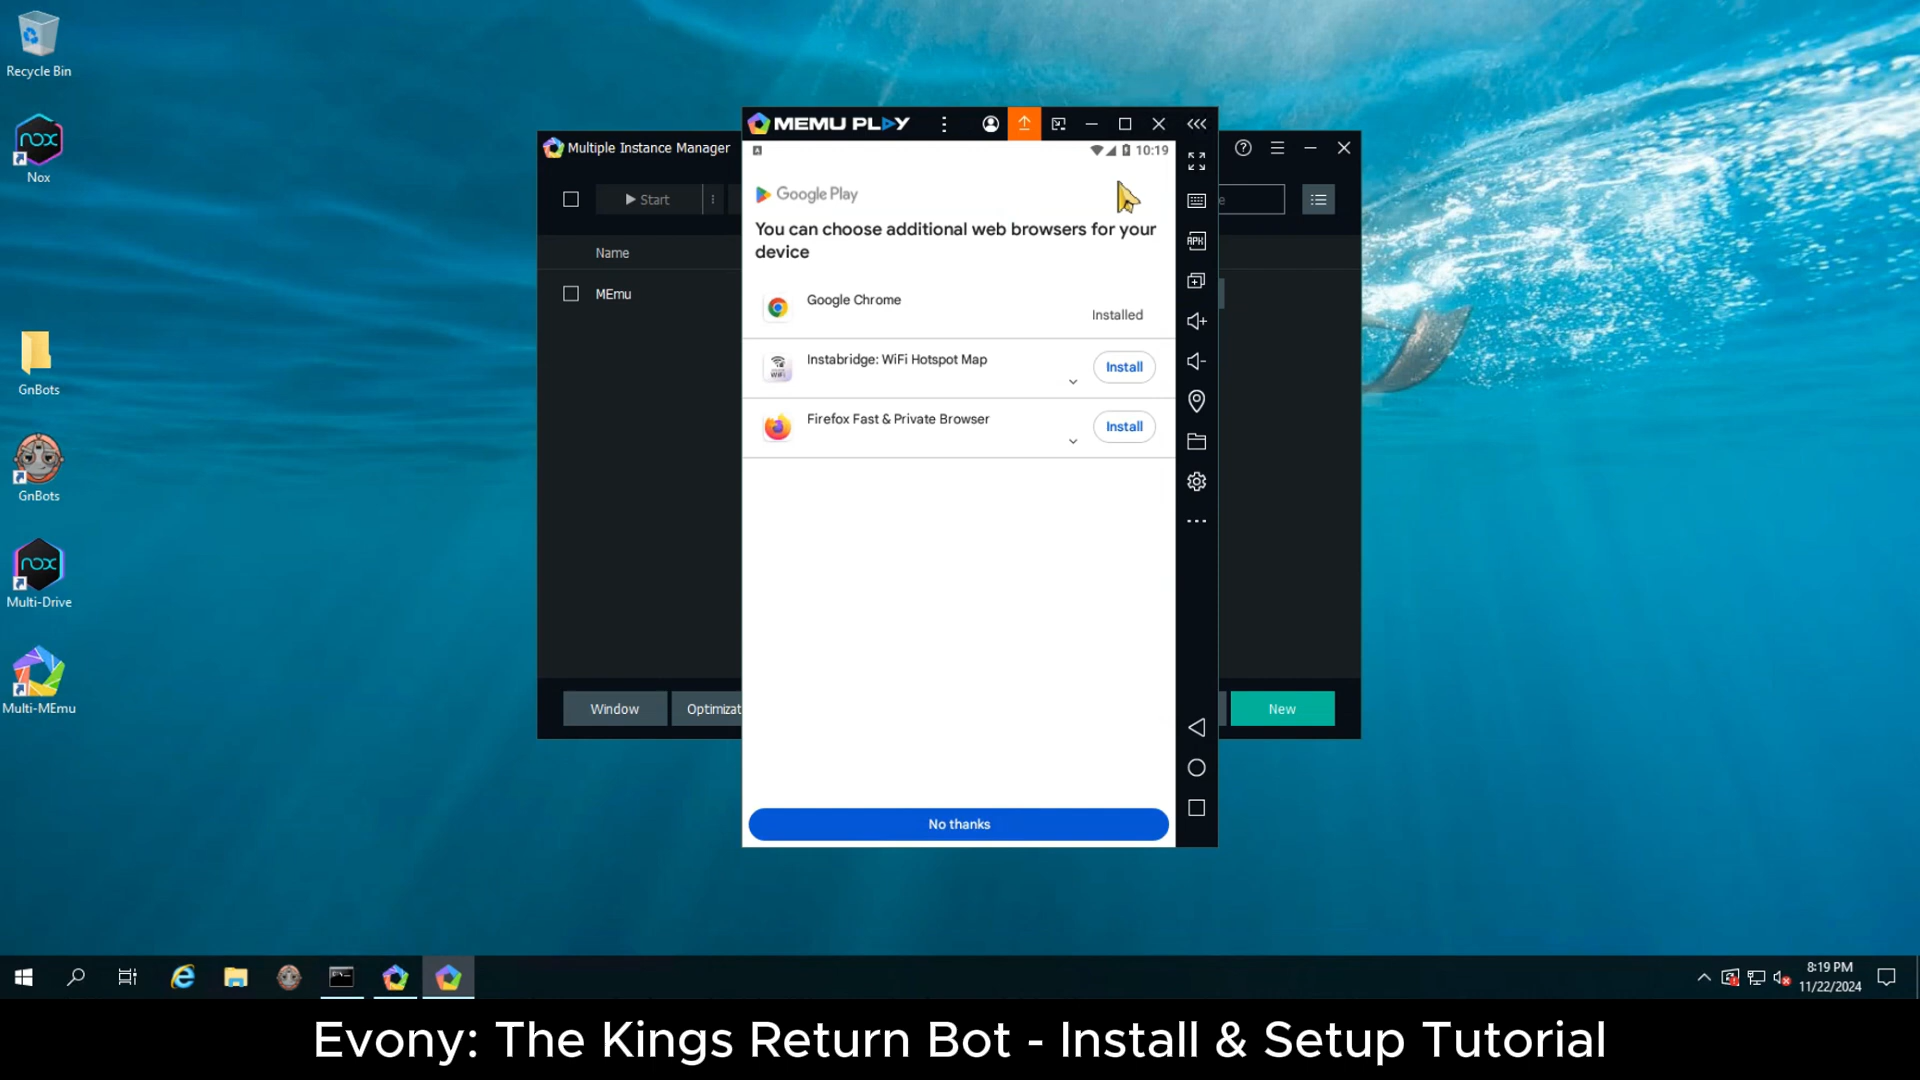 Recycle Bin
nox
Nox
GnBots
GnBots
nox
Multi-Drive
Multi-MEmu
Multiple Instance Manager
Start
Name
MEmu
Window
Optimizat
New
MEMU PLAY
10:19
Google Play
You can choose additional web browsers for your
device
Google Chrome
Installed
Instabridge: WiFi Hotspot Map
Install
Firefox Fast & Private Browser
Install
No thanks
APK
8:19 PM
11/22/2024
Evony: The Kings Return Bot - Install & Setup Tutorial